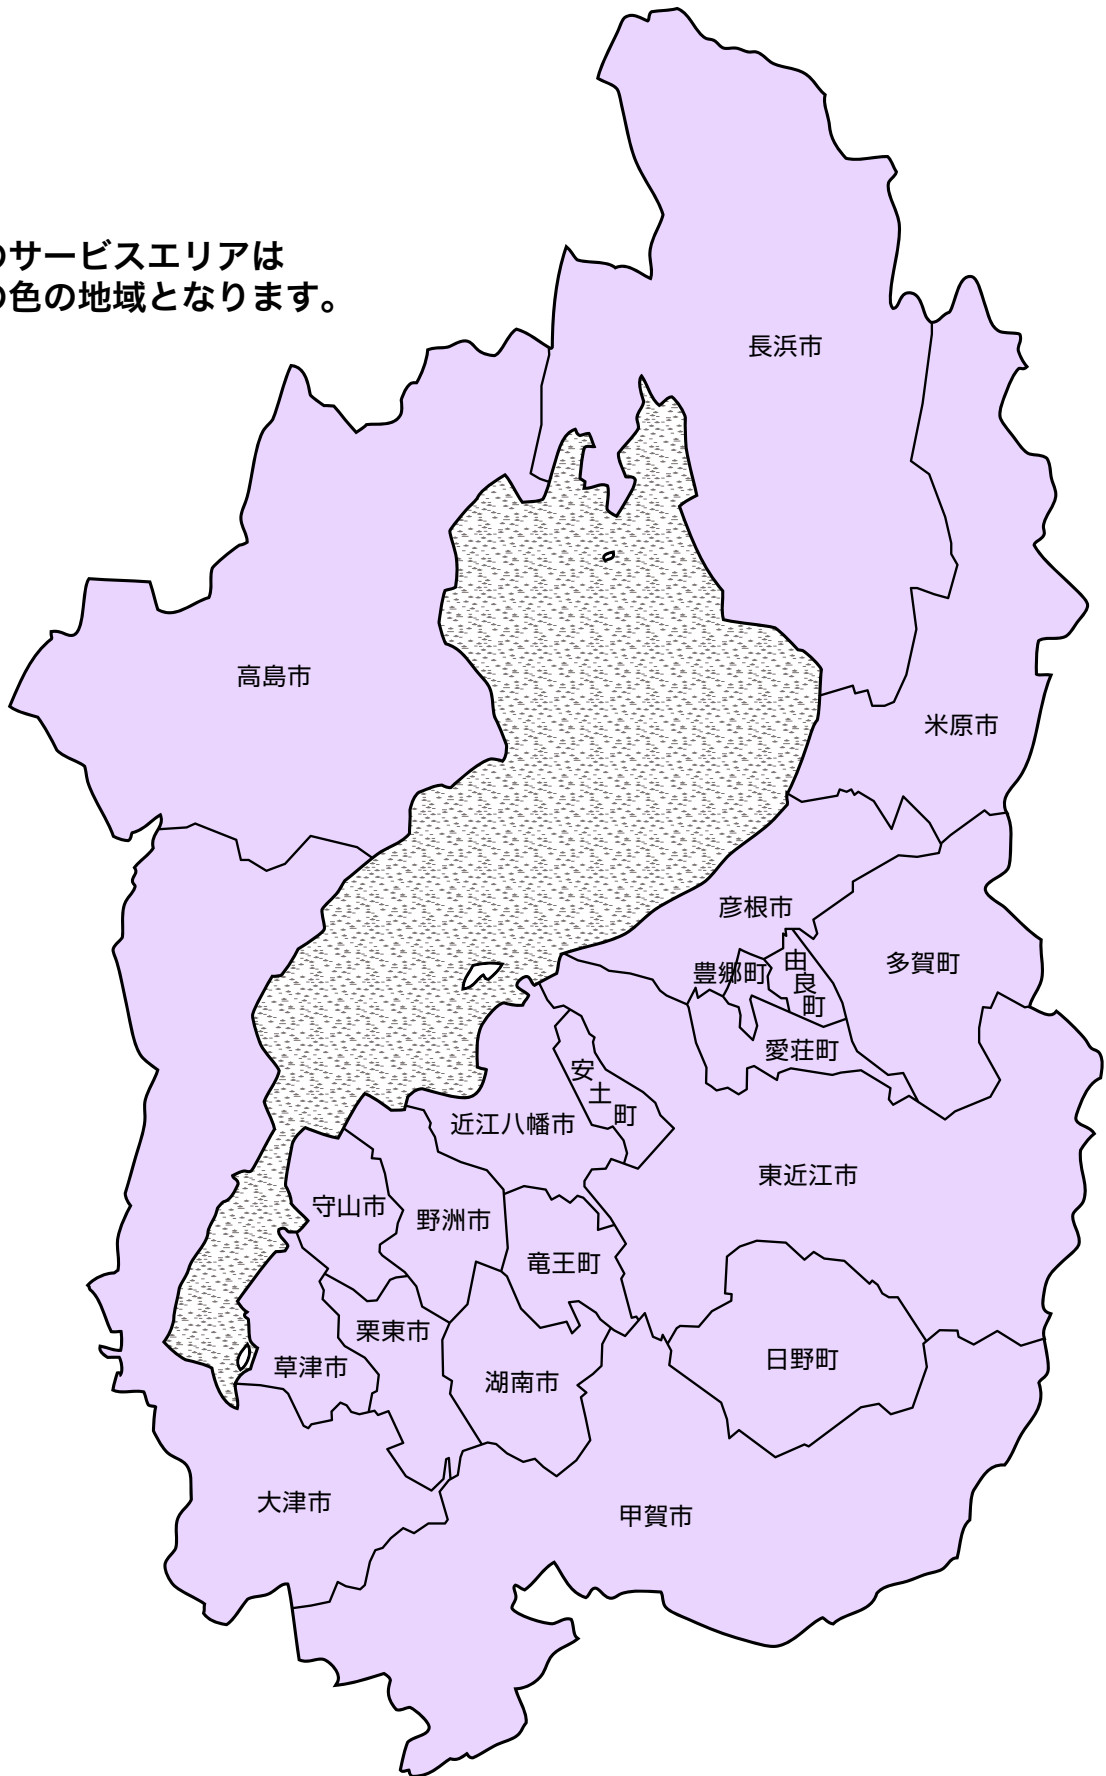 のサービスエリアは
の色の地域となります。
長浜市
高島市
米原市
彦根市
多賀町
豊郷町
由良町
愛荘町
安土町
近江八幡市
東近江市
守山市
野洲市
竜王町
栗東市
草津市
湖南市
日野町
大津市
甲賀市